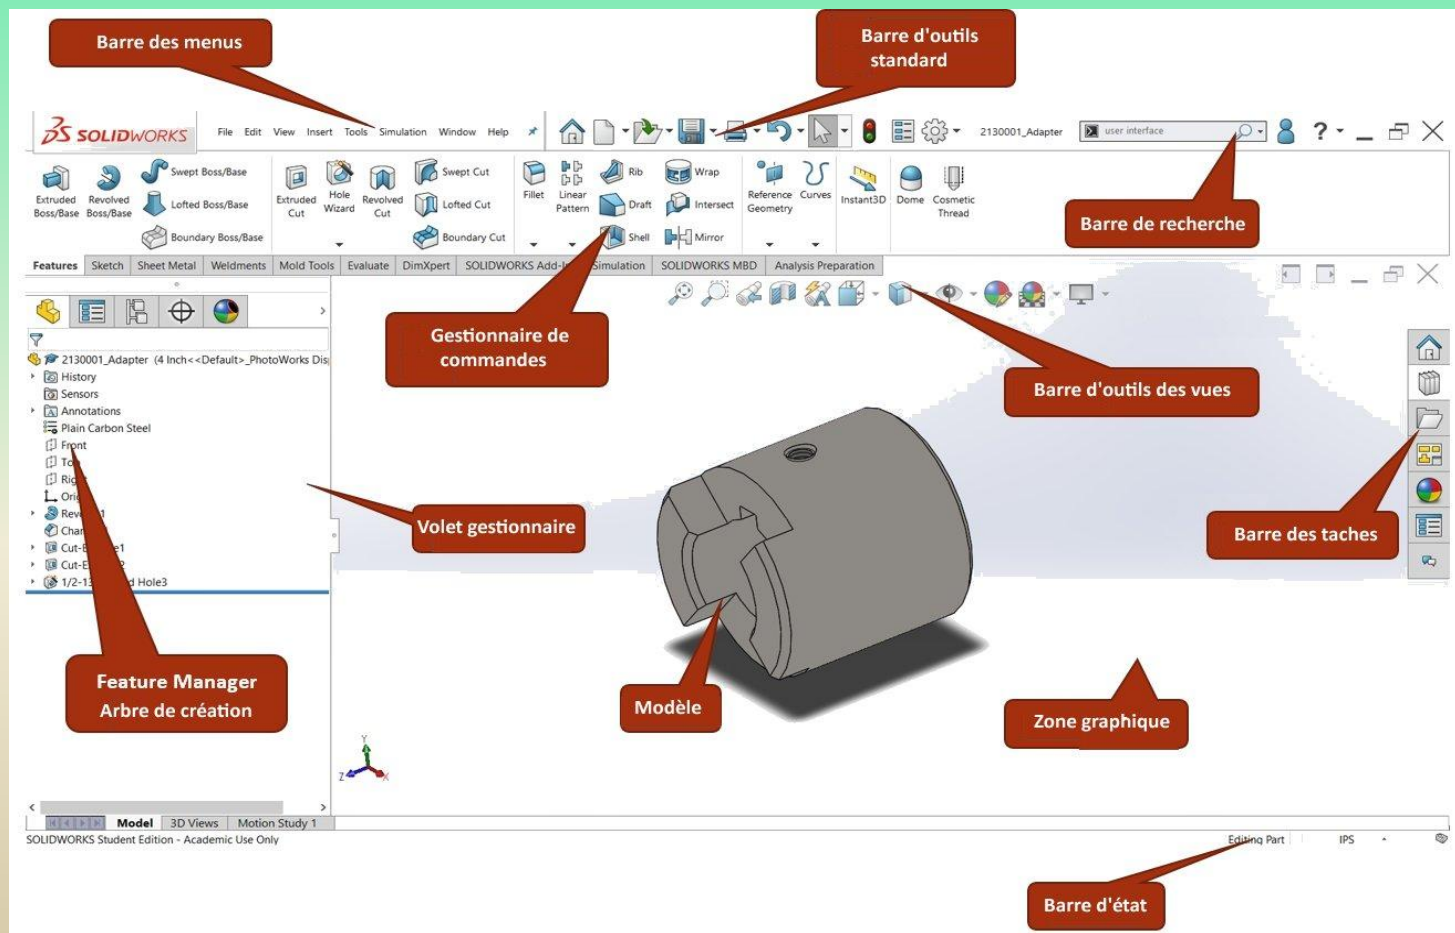 Barre des menus
Barre d'outils
standard
SOLIDWORKS
File Edit View Insert Tools Simulation Window Help
2130001_Adapter
user interface
Extruded
Boss/Base
Revolved
Boss/Base
Swept Boss/Base
Lofted Boss/Base
Boundary Boss/Base
Extruded
Cut
Hole
Wizard
Revolved
Cut
Swept Cut
Lofted Cut
Boundary Cut
Fillet
Linear
Pattern
Rib
Draft
Shell
Wrap
Intersect
Mirror
Reference
Geometry
Curves
Instant3D
Dome
Cosmetic
Thread
Barre de recherche
Features Sketch Sheet Metal Weldments Mold Tools Evaluate DimXpert SOLIDWORKS Simulation SOLIDWORKS MBD Analysis Preparation
Gestionnaire de
commandes
Barre d'outils des vues
2130001_Adapter (4 Inch<<Default>_PhotoWorks Dis
History
Sensors
Annotations
Plain Carbon Steel
Front
1/2-13 Hole3
Volet gestionnaire
Barre des taches
Feature Manager
Arbre de création
Modèle
Zone graphique
Y
Z X
Model 3D Views Motion Study 1
SOLIDWORKS Student Edition - Academic Use Only
Editing Part IPS
Barre d'état